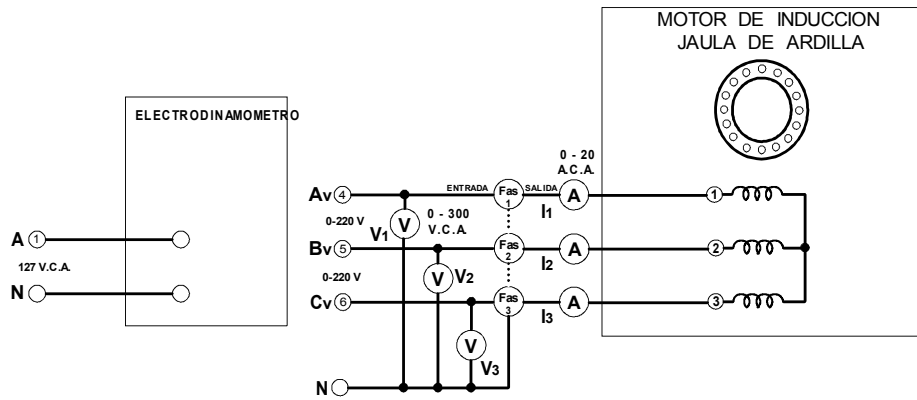 MOTOR DE INDUCCION
JAULA DE ARDILLA
ELECTRODINAMOMETRO
A 1
127 V.C.A.
N
Av 4
0-220 V
Bv 5
0-220 V
Cv 6
N
V
V1
0 - 300
V.C.A.
V
V2
V
V3
ENTRADA
Fas
1
SALIDA
Fas
2
Fas
3
0 - 20
A.C.A.
A
I1
A
I2
A
I3
1
2
3